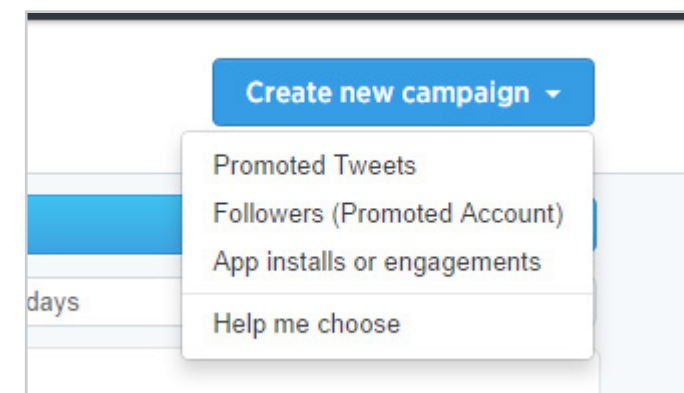 Create new campaign
Promoted Tweets
Followers (Promoted Account)
App installs or engagements
days
Help me choose